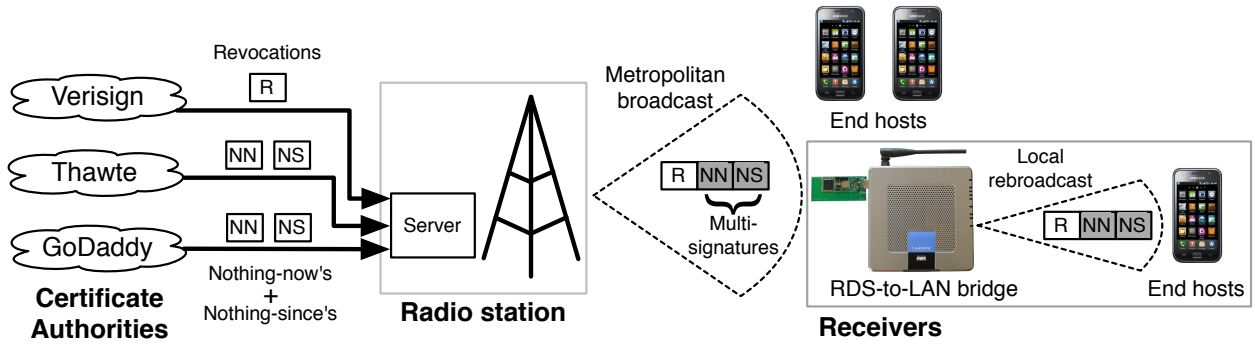 Revocations
R
Verisign
NN NS
Thawte
NN NS
GoDaddy
Nothing-now's
+
Nothing-since's
Certificate
Authorities
Server
Radio station
Metropolitan
broadcast
R NN NS
Multi-
signatures
End hosts
Local
rebroadcast
R NN NS
RDS-to-LAN bridge
End hosts
Receivers